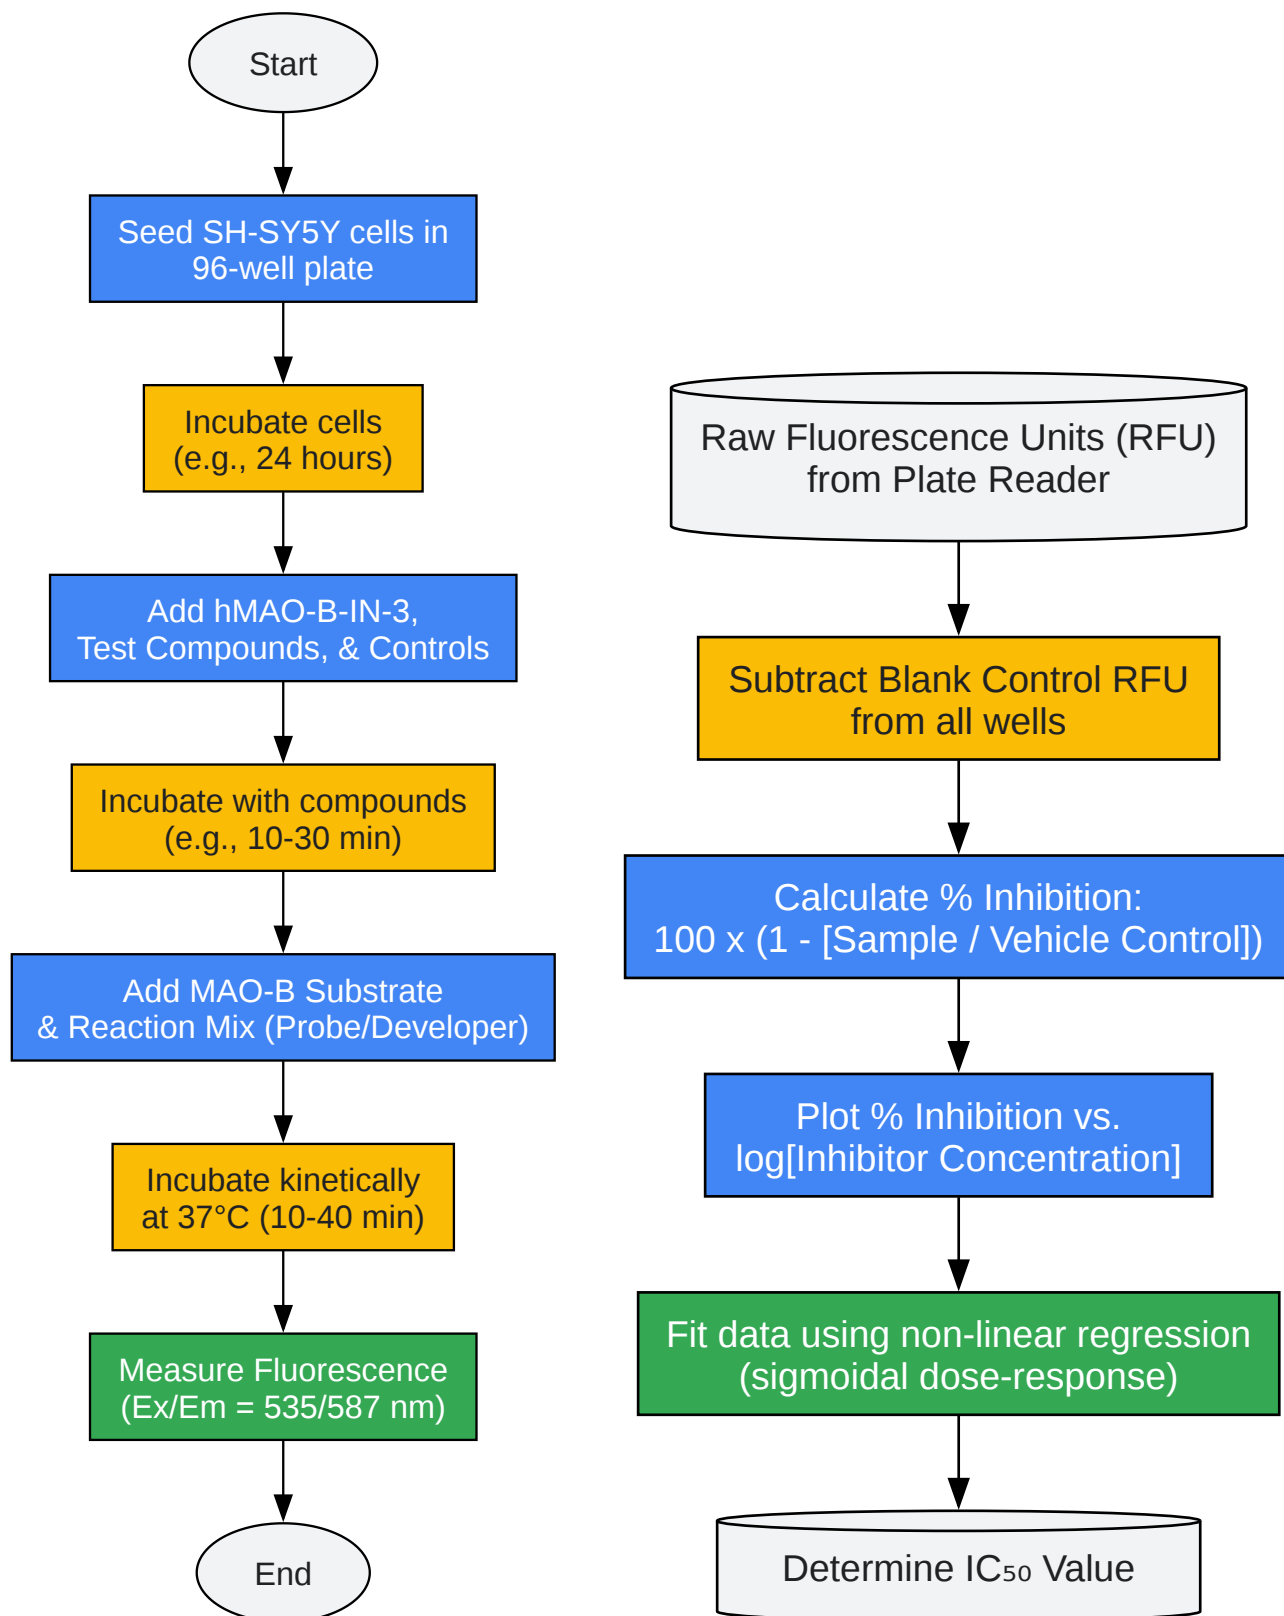 Start
Seed SH-SY5Y cells in
96-well plate
Incubate cells
(e.g., 24 hours)
Add hMAO-B-IN-3,
Test Compounds, & Controls
Incubate with compounds
(e.g., 10-30 min)
Add MAO-B Substrate
& Reaction Mix (Probe/Developer)
Incubate kinetically
at 37°C (10-40 min)
Measure Fluorescence
(Ex/Em = 535/587 nm)
End
Raw Fluorescence Units (RFU)
from Plate Reader
Subtract Blank Control RFU
from all wells
Calculate % Inhibition:
100 x (1 - [Sample / Vehicle Control])
Plot % Inhibition vs.
log[Inhibitor Concentration]
Fit data using non-linear regression
(sigmoidal dose-response)
Determine IC₅₀ Value